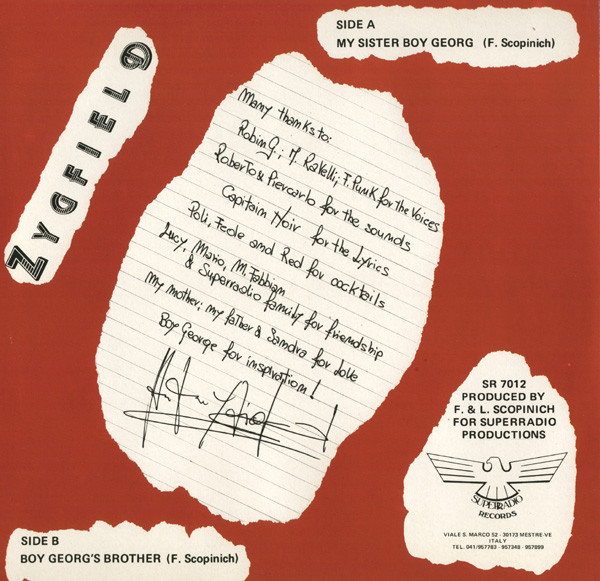 ZYGFIELD
SIDE A
MY SISTER BOY GEORG (F. Scopinich)
Many thanks to:
Robin G.; M. Ravelli; F. Punk for the Voices
Roberto & Piercarlo for the sounds
Capitain Noir for the Lyrics
Poli, Fede and Red for cocktails
Lucy, Mario, M. Fabbian
& Superradio family for friendship
My mother; my father & Sandra for Love
Boy George for inspiration!
SR 7012
PRODUCED BY
F. & L. SCOPINICH
FOR SUPERRADIO
PRODUCTIONS
SUPERRADIO
RECORDS
VIALE S. MARCO 52 - 30173 MESTRE-VE
ITALY
TEL. 041/957783 - 957348 - 957899
SIDE B
BOY GEORG'S BROTHER (F. Scopinich)